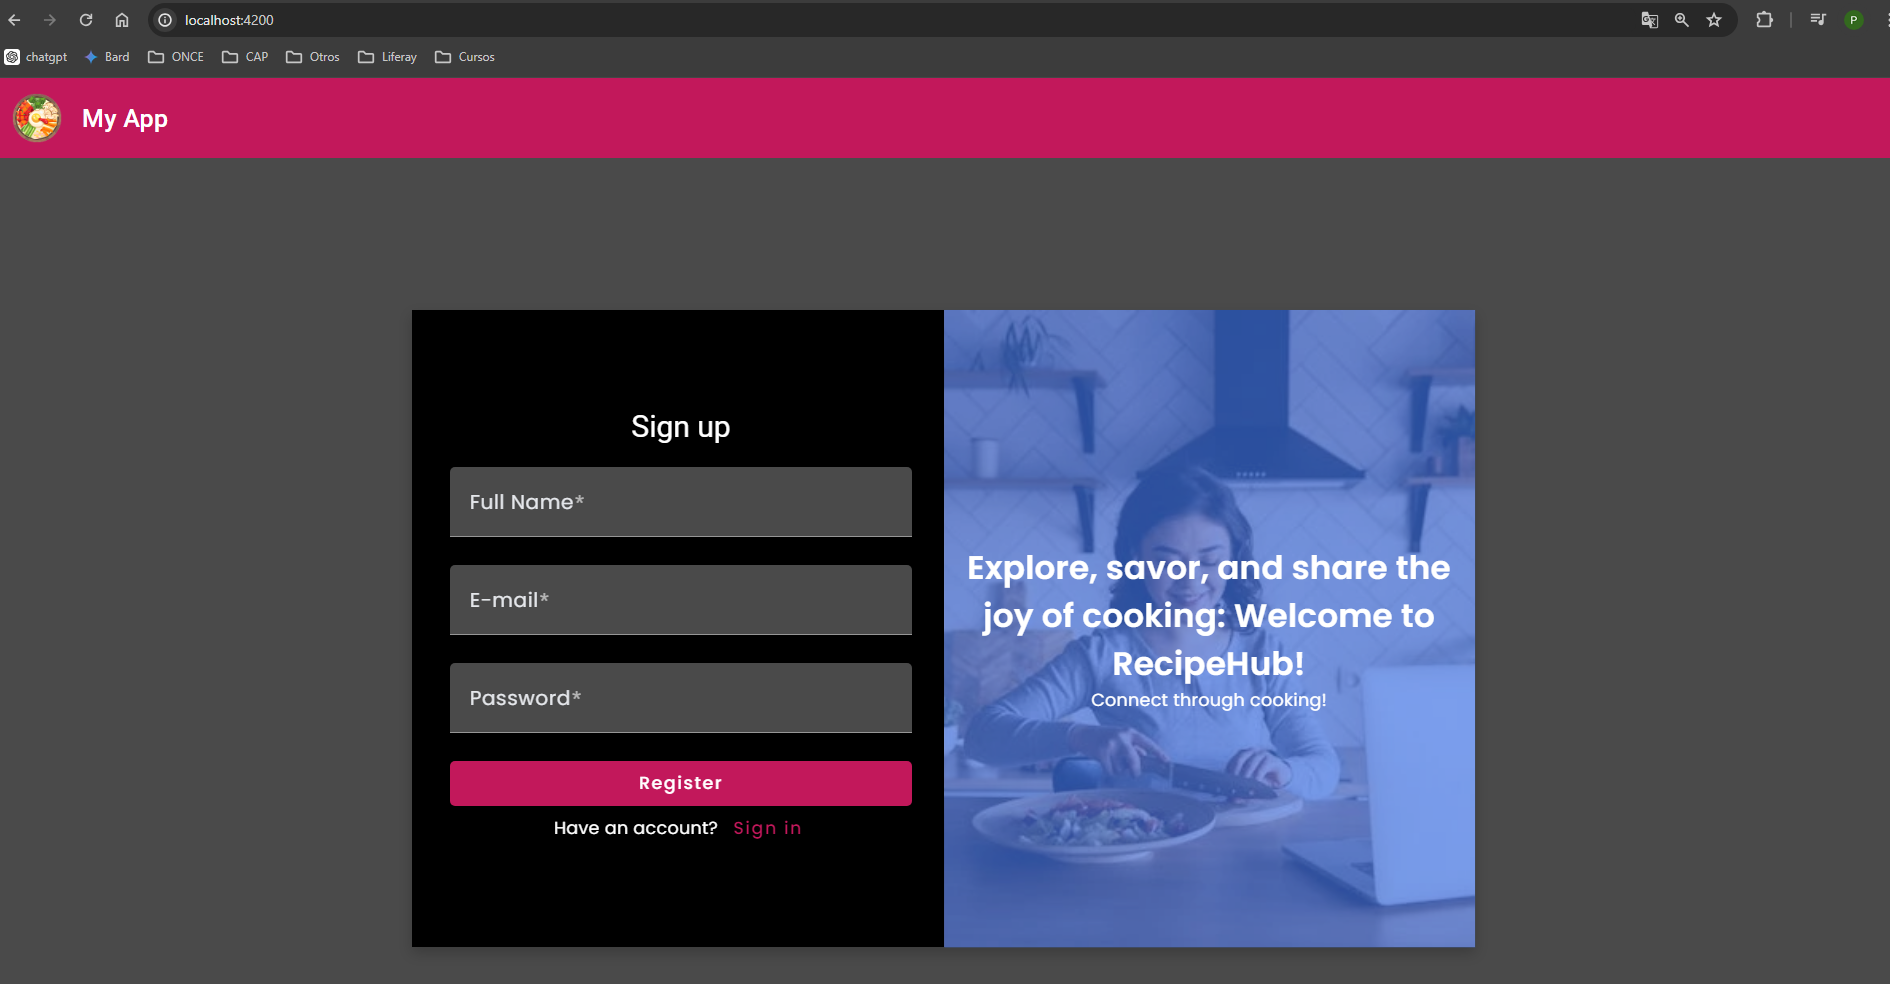 localhost:4200
P
chatgpt
Bard
ONCE
CAP
Otros
Liferay
Cursos
My App
Sign up
Full Name*
E-mail*
Password*
Register
Have an account? Sign in
Explore, savor, and share the
joy of cooking: Welcome to
RecipeHub!
Connect through cooking!